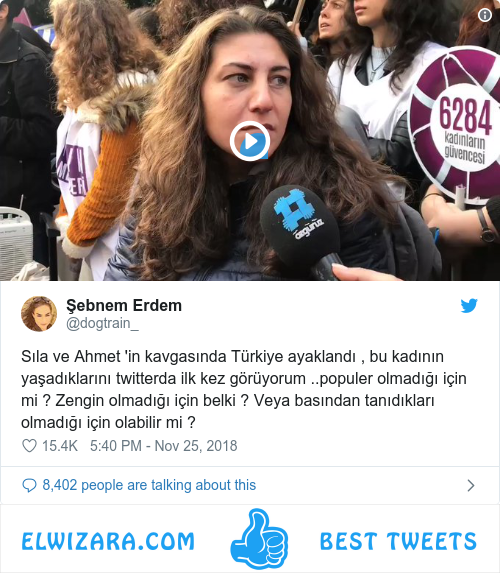 6284
kadınların
güvencesi
özgürüz
Şebnem Erdem
@dogtrain_
Sıla ve Ahmet 'in kavgasında Türkiye ayaklandı , bu kadının
yaşadıklarını twitterda ilk kez görüyorum ..populer olmadığı için
mi ? Zengin olmadığı için belki ? Veya basından tanıdıkları
olmadığı için olabilir mi ?
15.4K 5:40 PM - Nov 25, 2018
8,402 people are talking about this
ELWIZARA.COM BEST TWEETS